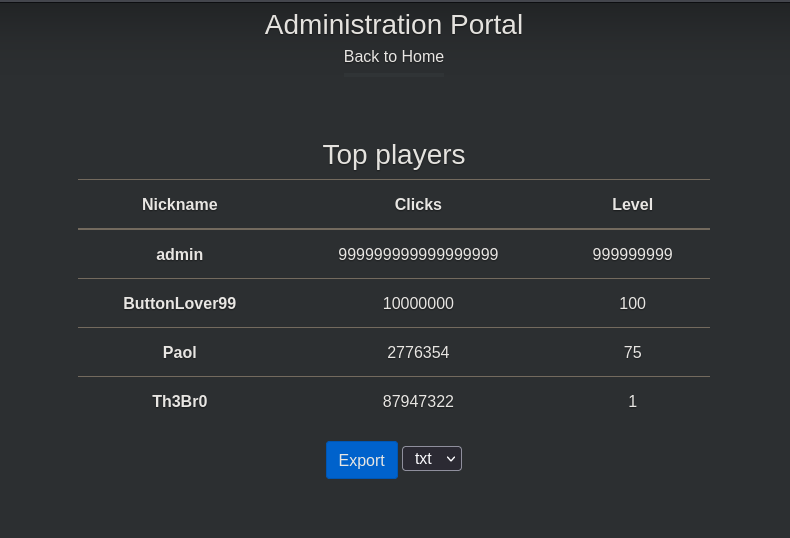 Administration Portal
Back to Home
Top players
Nickname Clicks Level
admin 999999999999999999 999999999
ButtonLover99 10000000 100
Paol 2776354 75
Th3Br0 87947322 1
Export txt